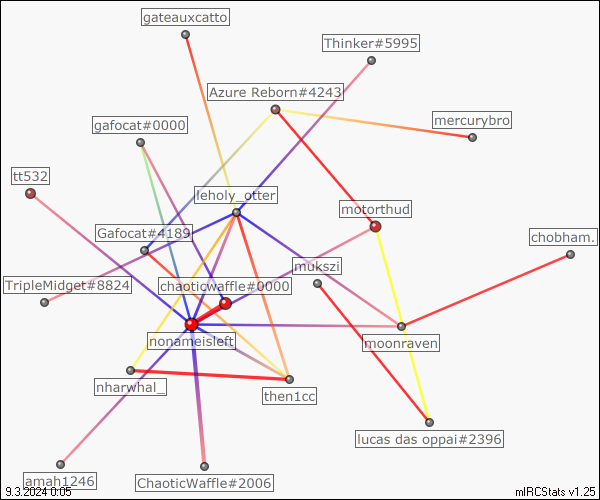 gateauxcatto
Thinker#5995
Azure Reborn#4243
mercurybro
gafocat#0000
tt532
leholy_otter
motorthud
Gafocat#4189
chobham.
mukszi
TripleMidget#8824
chaoticwaffle#0000
nonameisleft
moonraven
nharwhal_
then1cc
lucas das oppai#2396
amah1246
ChaoticWaffle#2006
9.3.2024 0:05
mIRCStats v1.25